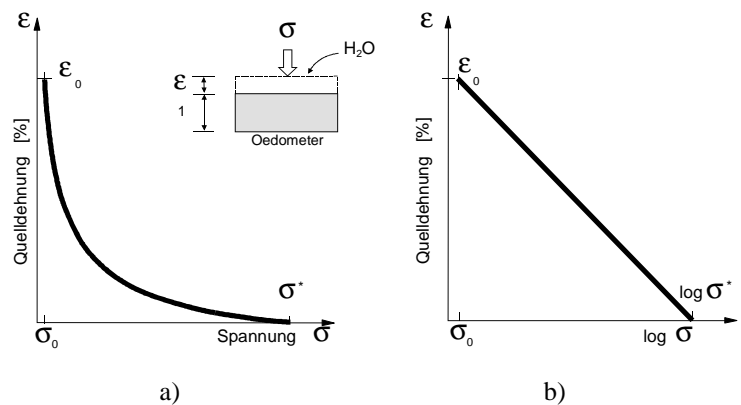 ε
ε₀
Quelldehnung [%]
σ
H₂O
ε
1
Oedometer
σ*
σ₀
Spannung σ
a)
ε
ε₀
Quelldehnung [%]
log σ*
σ₀
log σ
b)